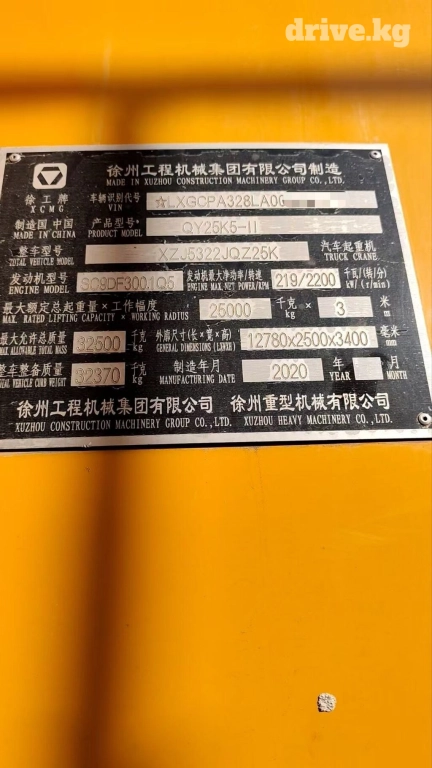 drive.kg
徐州工程机械集团有限公司制造
MADE IN XUZHOU CONSTRUCTION MACHINERY GROUP CO.,LTD.
徐工牌
XCMG
车辆识别代号
VIN
☆LXGCPA328LA00
制造国 中国
MADE IN CHINA
产品型号*
PRODUCT MODEL*
QY25K5-II
整车型号
TOTAL VEHICLE MODEL
XZJ5322JQZ25K
汽车起重机
TRUCK CRANE
发动机型号
ENGINE MODEL
SC9DF300.1Q5
发动机最大净功率/转速
ENGINE MAX.NET POWER/RPM
219/2200
千瓦(转/分)
kW/(r/min)
最大额定总起重量×工作幅度
MAX. RATED LIFTING CAPACITY × WORKING RADIUS
25000
千克
kg
×
3
米
m
最大允许总质量
MAX. ALLOWABLE TOTAL MASS
32500
千克
kg
外廓尺寸(长×宽×高)
GENERAL DIMENSIONS (LXWXH)
12780x2500x3400
毫米
mm
整车整备质量
TOTAL VEHICLE CURB WEIGHT
32370
千克
kg
制造年月
MANUFACTURING DATE
2020
年
YEAR
月
MONTH
徐州工程机械集团有限公司 徐州重型机械有限公司
XUZHOU CONSTRUCTION MACHINERY GROUP CO.,LTD. XUZHOU HEAVY MACHINERY CO.,LTD.